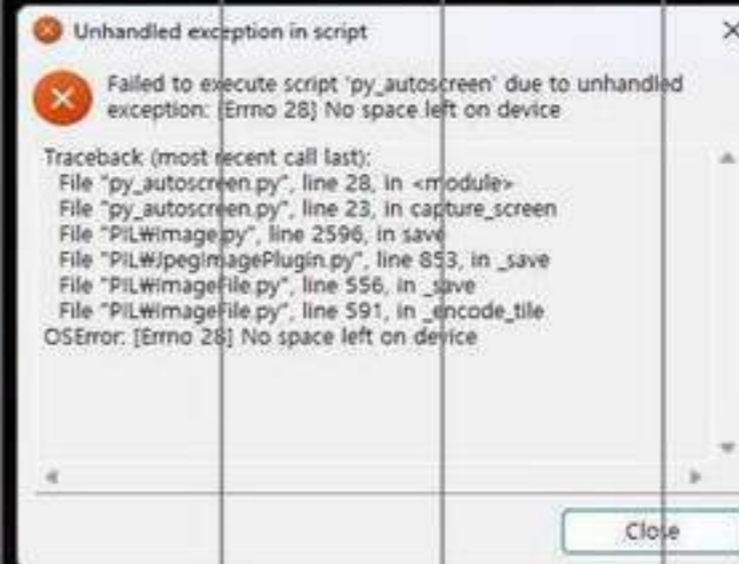 Unhandled exception in script
Failed to execute script 'py_autoscreen' due to unhandled
exception: [Errno 28] No space left on device
Traceback (most recent call last):
File "py_autoscreen.py", line 28, in <module>
File "py_autoscreen.py", line 23, in capture_screen
File "PIL₩Image.py", line 2596, in save
File "PIL₩JpegImagePlugin.py", line 853, in _save
File "PIL₩ImageFile.py", line 556, in _save
File "PIL₩ImageFile.py", line 591, in _encode_tile
OSError: [Errno 28] No space left on device
Close